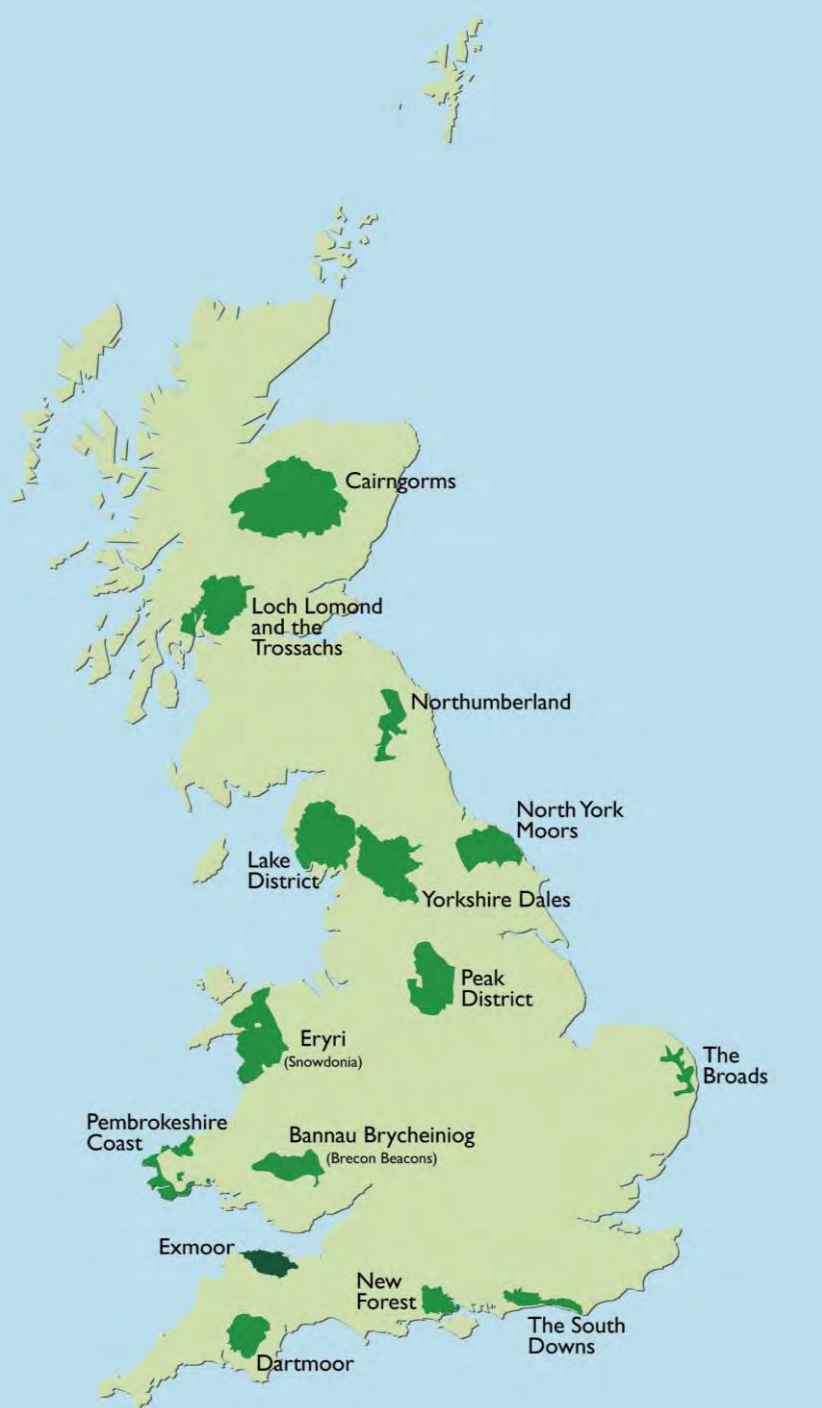 Cairngorms
Loch Lomond
and the
Trossachs
Northumberland
North York
Moors
Lake
District
Yorkshire Dales
Peak
District
Eryri
(Snowdonia)
The
Broads
Pembrokeshire
Coast
Bannau Brycheiniog
(Brecon Beacons)
Exmoor
New
Forest
The South
Downs
Dartmoor